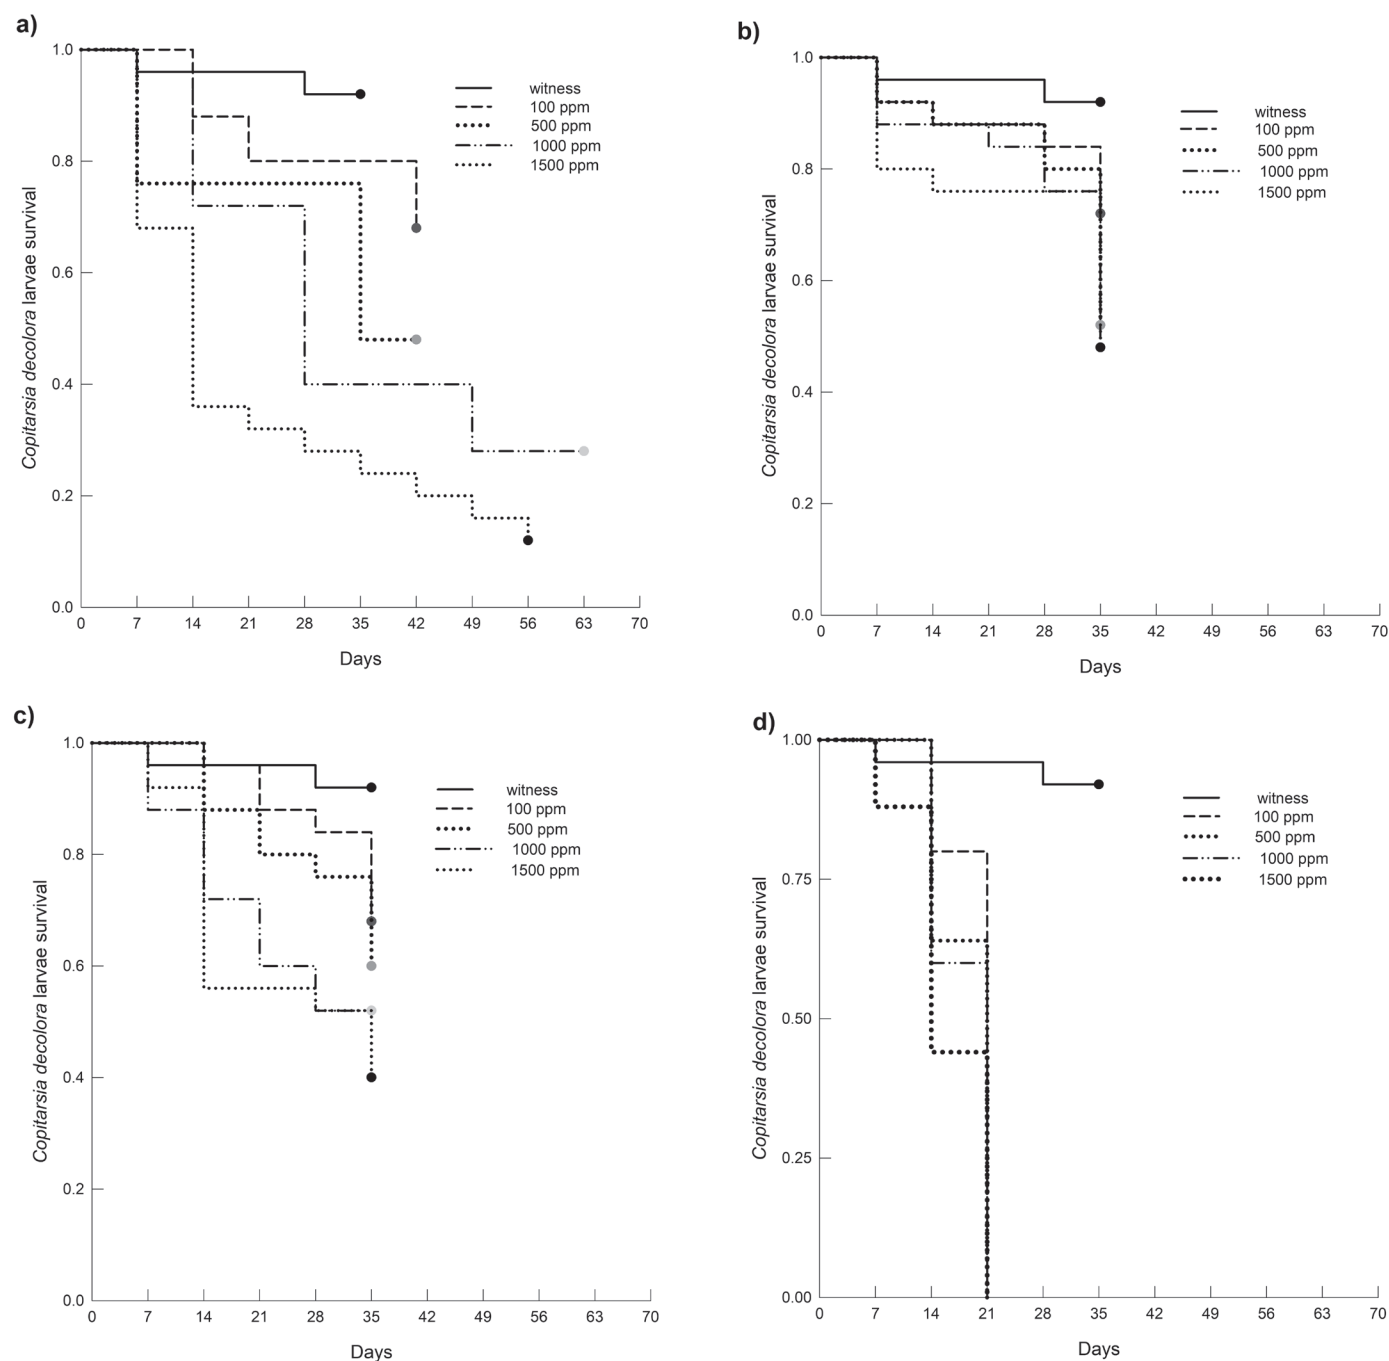 a)
1.0
0.8
0.6
0.4
0.2
0.0
Copitarsia decolora larvae survival
witness
100 ppm
500 ppm
1000 ppm
1500 ppm
0 7 14 21 28 35 42 49 56 63 70
Days
b)
1.0
0.8
0.6
0.4
0.2
0.0
Copitarsia decolora larvae survival
witness
100 ppm
500 ppm
1000 ppm
1500 ppm
0 7 14 21 28 35 42 49 56 63 70
Days
c)
1.0
0.8
0.6
0.4
0.2
0.0
Copitarsia decolora larvae survival
witness
100 ppm
500 ppm
1000 ppm
1500 ppm
0 7 14 21 28 35 42 49 56 63 70
Days
d)
1.00
0.75
0.50
0.25
0.00
Copitarsia decolora larvae survival
witness
100 ppm
500 ppm
1000 ppm
1500 ppm
0 7 14 21 28 35 42 49 56 63 70
Days